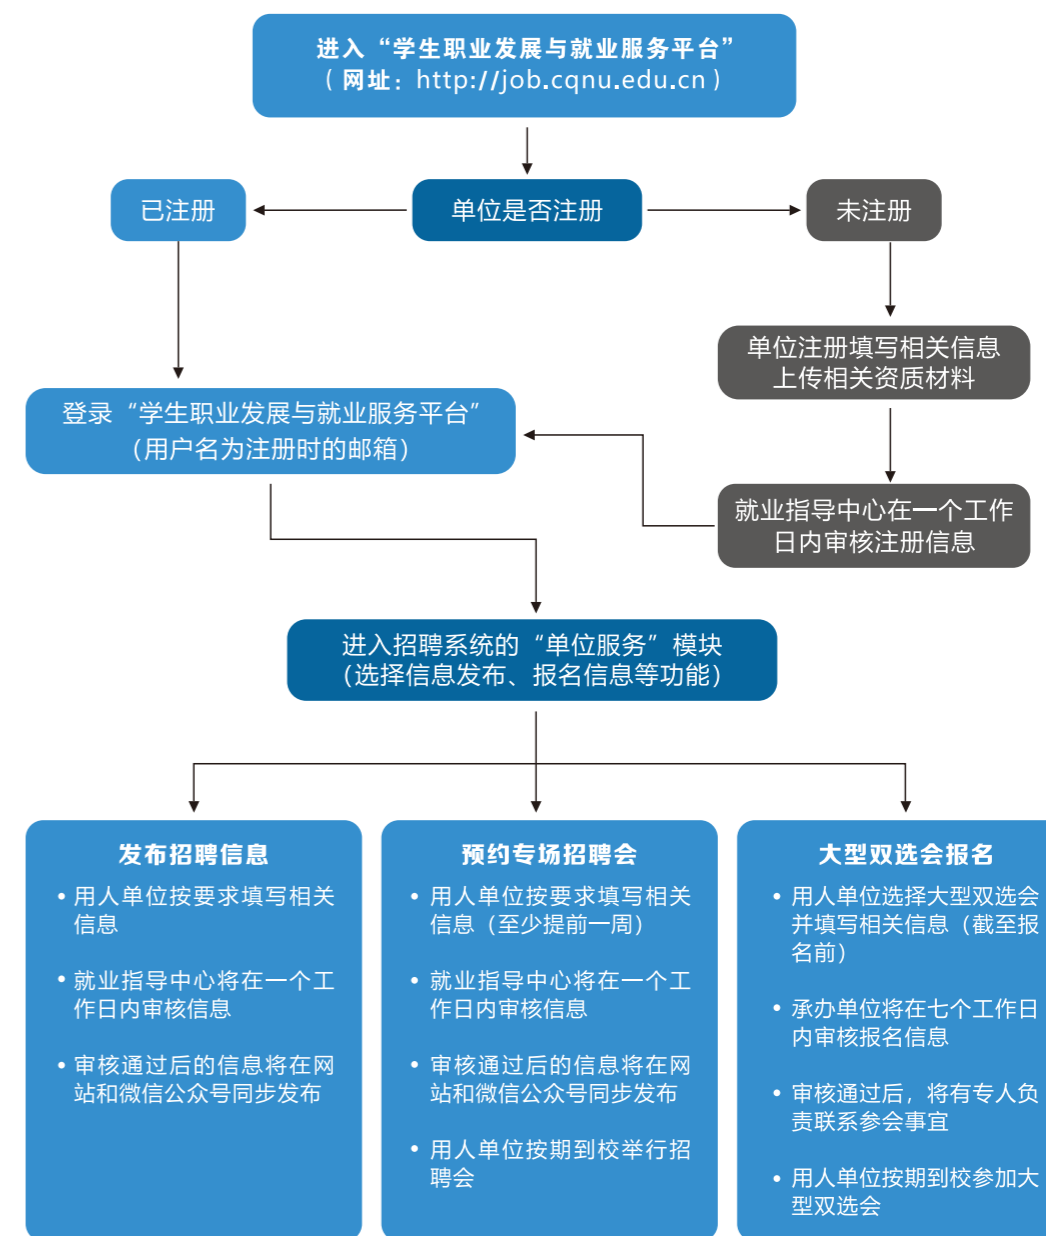 进入“学生职业发展与就业服务平台”
（网址：http://job.cqnu.edu.cn）
已注册
单位是否注册
未注册
单位注册填写相关信息
上传相关资质材料
登录“学生职业发展与就业服务平台”
（用户名为注册时的邮箱）
就业指导中心在一个工作
日内审核注册信息
进入招聘系统的“单位服务”模块
（选择信息发布、报名信息等功能）
发布招聘信息
• 用人单位按要求填写相关
信息
• 就业指导中心将在一个工
作日内审核信息
• 审核通过后的信息将在网
站和微信公众号同步发布
预约专场招聘会
• 用人单位按要求填写相关
信息（至少提前一周）
• 就业指导中心将在一个工
作日内审核信息
• 审核通过后的信息将在网
站和微信公众号同步发布
• 用人单位按期到校举行招
聘会
大型双选会报名
• 用人单位选择大型双选会
并填写相关信息（截至报
名前）
• 承办单位将在七个工作日
内审核报名信息
• 审核通过后，将有专人负
责联系参会事宜
• 用人单位按期到校参加大
型双选会